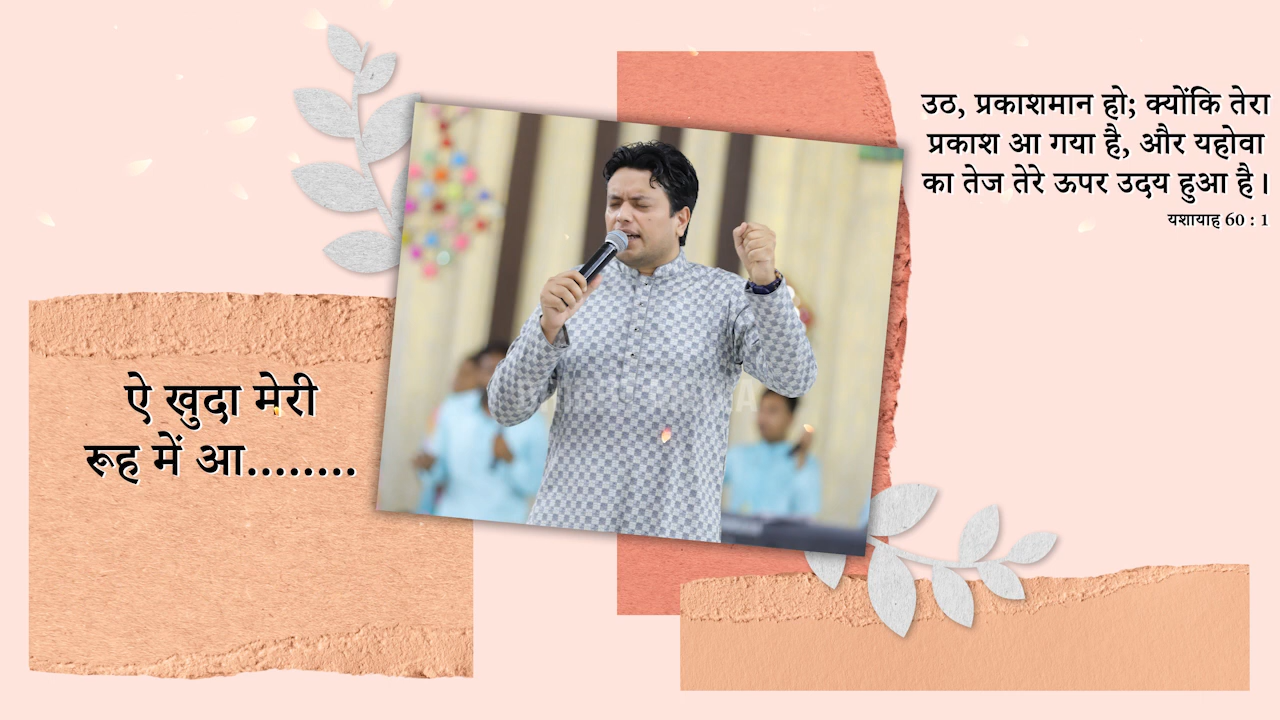 उठ, प्रकाशमान हो; क्योंकि तेरा
प्रकाश आ गया है, और यहोवा
का तेज तेरे ऊपर उदय हुआ है।
यशायाह 60 : 1
ऐ खुदा मेरी
रूह में आ........